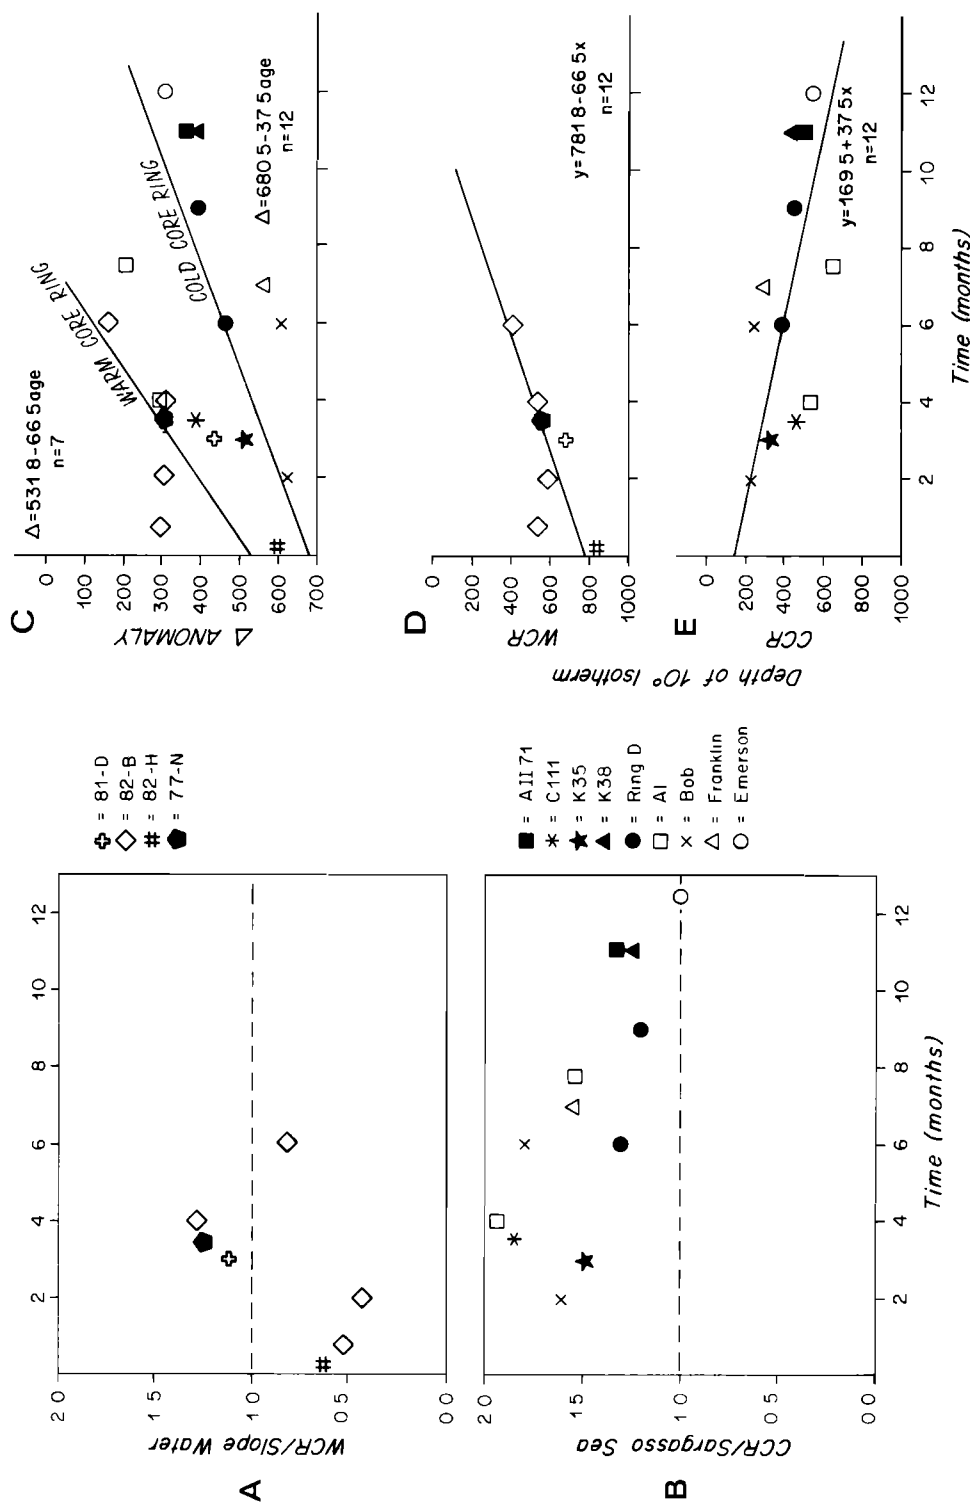 A
WCR/Slope Water
2 0
1 5
1 0
0 5
0 0
2
4
6
8
10
12
✚ = 81-D
◇ = 82-B
# = 82-H
⬟ = 77-N
B
CCR/Sargasso Sea
2 0
1 5
1 0
0 5
0 0
2
4
6
8
10
12
Time (months)
■ = AII 71
✳ = C111
★ = K35
▲ = K38
● = Ring D
□ = Al
× = Bob
△ = Franklin
○ = Emerson
C
Δ ANOMALY
0
100
200
300
400
500
600
700
Δ=531 8-66 5age
n=7
WARM CORE RING
COLD CORE RING
Δ=680 5-37 5age
n=12
Depth of 10° Isotherm
D
WCR
0
200
400
600
800
1000
y=781 8-66 5x
n=12
E
CCR
0
200
400
600
800
1000
y=169 5+37 5x
n=12
2
4
6
8
10
12
Time (months)